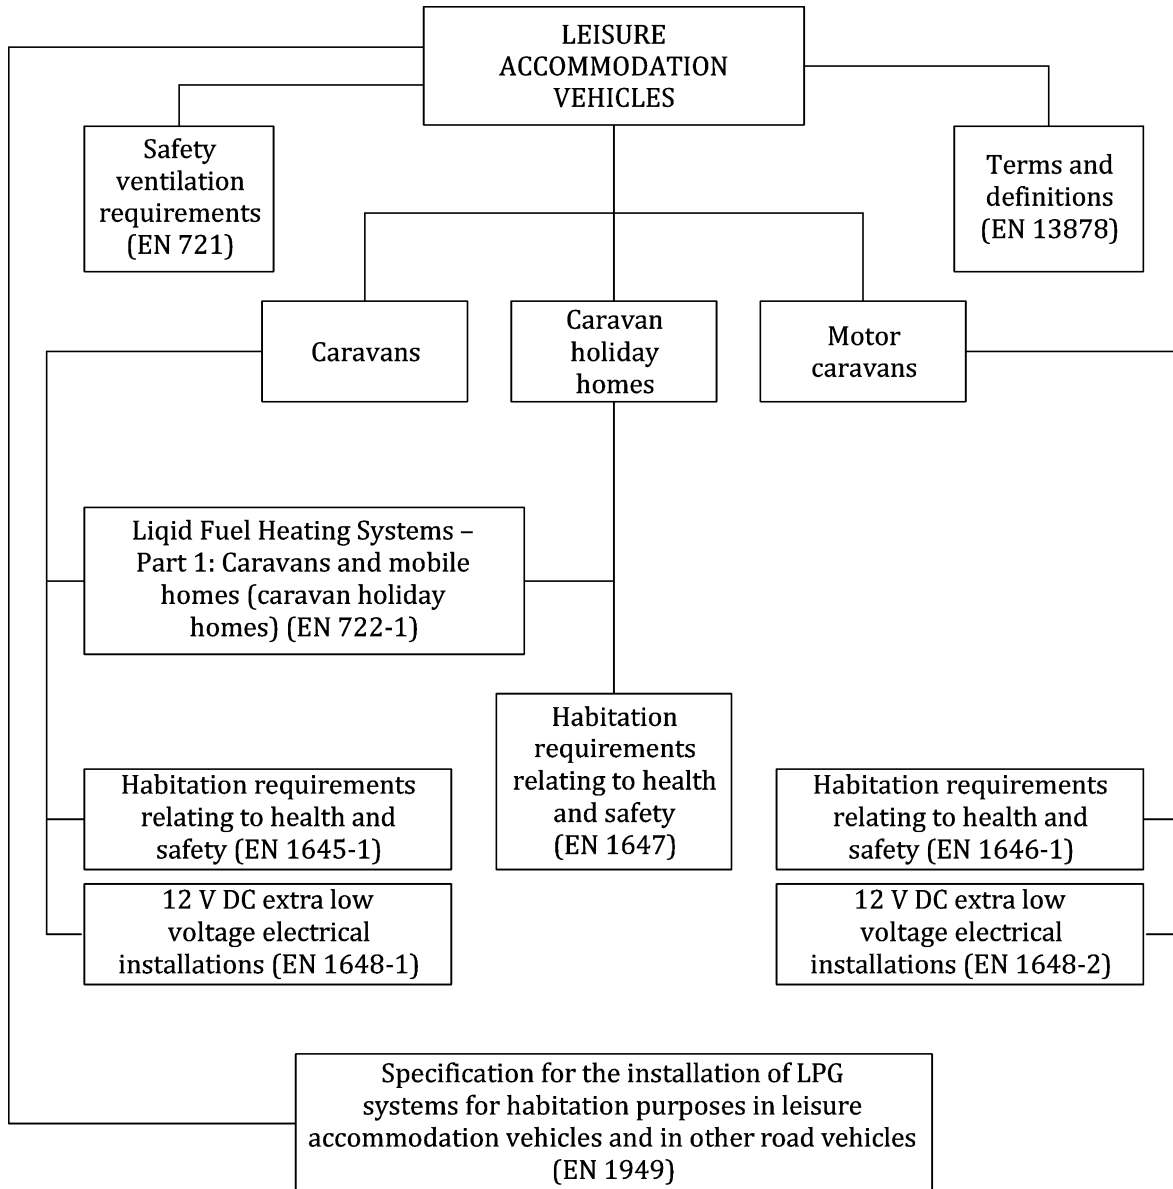 LEISURE
ACCOMMODATION
VEHICLES
Safety
ventilation
requirements
(EN 721)
Terms and
definitions
(EN 13878)
Caravans
Caravan
holiday
homes
Motor
caravans
Liqid Fuel Heating Systems –
Part 1: Caravans and mobile
homes (caravan holiday
homes) (EN 722-1)
Habitation
requirements
relating to health
and safety
(EN 1647)
Habitation requirements
relating to health and
safety (EN 1645-1)
Habitation requirements
relating to health and
safety (EN 1646-1)
12 V DC extra low
voltage electrical
installations (EN 1648-1)
12 V DC extra low
voltage electrical
installations (EN 1648-2)
Specification for the installation of LPG
systems for habitation purposes in leisure
accommodation vehicles and in other road vehicles
(EN 1949)